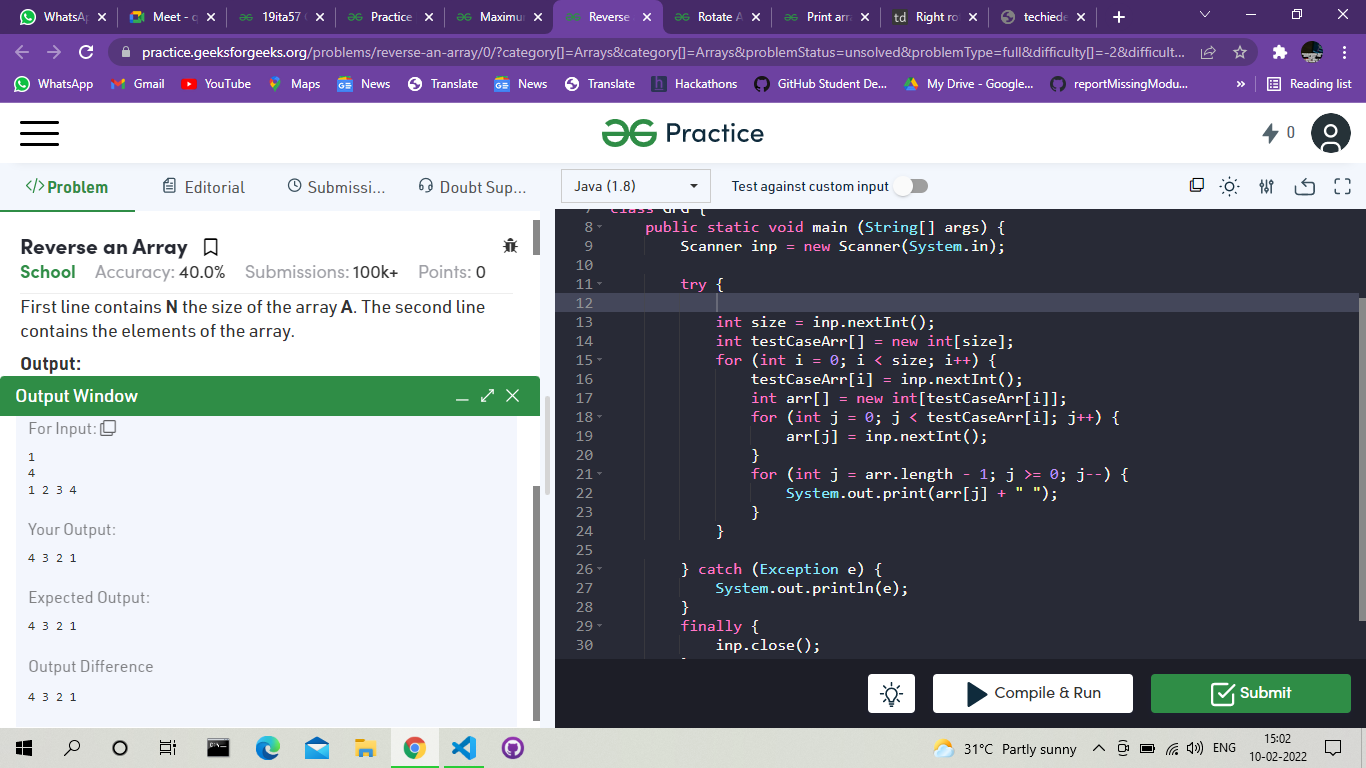 WhatsA
Meet - q
19ita57
Practice
Maximu
Reverse
Rotate A
Print arr
td Right ro
techiede
practice.geeksforgeeks.org/problems/reverse-an-array/0/?category[]=Arrays&category[]=Arrays&problemStatus=unsolved&problemType=full&difficulty[]=-2&difficult...
WhatsApp
Gmail
YouTube
Maps
GE News
Translate
GE News
Translate
h Hackathons
GitHub Student De...
My Drive - Google...
reportMissingModu...
»
Reading list
Practice
0
</>Problem
Editorial
Submissi...
Doubt Sup...
Java (1.8)
Test against custom input
Reverse an Array
School Accuracy: 40.0% Submissions: 100k+ Points: 0
First line contains N the size of the array A. The second line
contains the elements of the array.
Output:
Output Window
For Input:
1
4
1 2 3 4
Your Output:
4 3 2 1
Expected Output:
4 3 2 1
Output Difference
4 3 2 1
7 class GFG {
8 public static void main (String[] args) {
9 Scanner inp = new Scanner(System.in);
10
11 try {
12
13 int size = inp.nextInt();
14 int testCaseArr[] = new int[size];
15 for (int i = 0; i < size; i++) {
16 testCaseArr[i] = inp.nextInt();
17 int arr[] = new int[testCaseArr[i]];
18 for (int j = 0; j < testCaseArr[i]; j++) {
19 arr[j] = inp.nextInt();
20 }
21 for (int j = arr.length - 1; j >= 0; j--) {
22 System.out.print(arr[j] + " ");
23 }
24 }
25
26 } catch (Exception e) {
27 System.out.println(e);
28 }
29 finally {
30 inp.close();
Compile & Run
Submit
31°C Partly sunny
ENG
15:02
10-02-2022